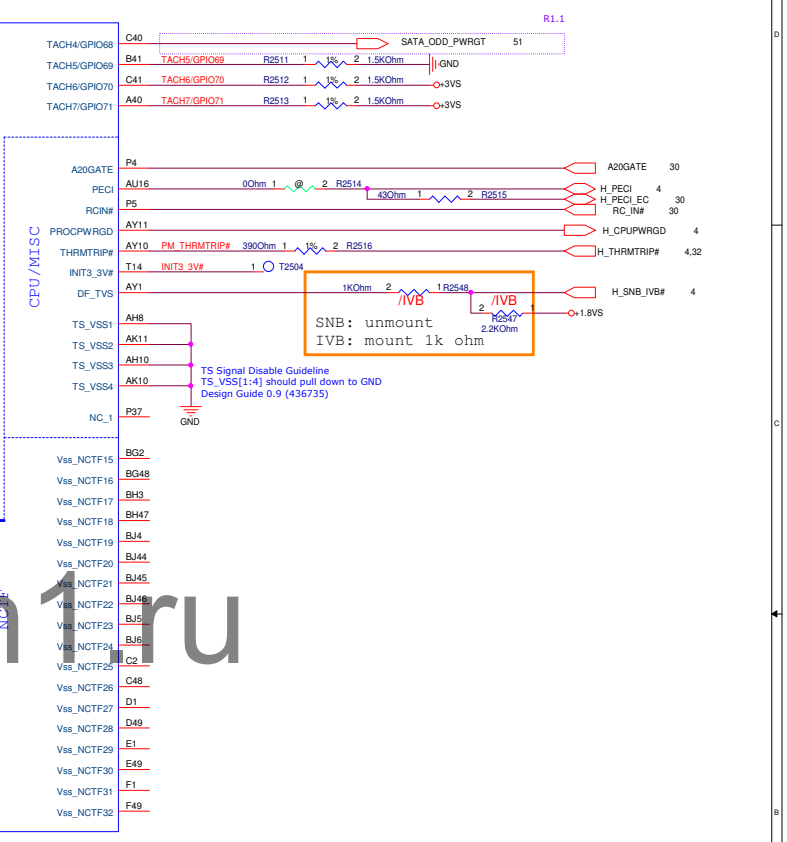 R1.1
D
TACH4/GPIO68 C40 SATA_ODD_PWRGT 51
TACH5/GPIO69 B41 TACH5/GPIO69 R2511 1 1% 2 1.5KOhm GND
TACH6/GPIO70 C41 TACH6/GPIO70 R2512 1 1% 2 1.5KOhm +3VS
TACH7/GPIO71 A40 TACH7/GPIO71 R2513 1 1% 2 1.5KOhm +3VS
A20GATE P4 A20GATE 30
PECI AU16 0Ohm 1 @ 2 R2514 H_PECI 4
43Ohm 1 2 R2515 H_PECI_EC 30
RCIN# P5 RC_IN# 30
PROCPWRGD AY11 H_CPUPWRGD 4
THRMTRIP# AY10 PM_THRMTRIP# 390Ohm 1 1% 2 R2516 H_THRMTRIP# 4,32
INIT3_3V# T14 INIT3_3V# 1 T2504
DF_TVS AY1 1KOhm 2 1 R2548 H_SNB_IVB# 4
/IVB /IVB
2 1 +1.8VS
R2547
2.2KOhm
SNB: unmount
IVB: mount 1k ohm
CPU/MISC
TS_VSS1 AH8
TS_VSS2 AK11
TS_VSS3 AH10
TS_VSS4 AK10
TS Signal Disable Guideline
TS_VSS[1:4] should pull down to GND
Design Guide 0.9 (436735)
NC_1 P37
GND
C
Vss_NCTF15 BG2
Vss_NCTF16 BG48
Vss_NCTF17 BH3
Vss_NCTF18 BH47
Vss_NCTF19 BJ4
Vss_NCTF20 BJ44
Vss_NCTF21 BJ45
Vss_NCTF22 BJ46
Vss_NCTF23 BJ5
Vss_NCTF24 BJ6
Vss_NCTF25 C2
Vss_NCTF26 C48
Vss_NCTF27 D1
Vss_NCTF28 D49
Vss_NCTF29 E1
Vss_NCTF30 E49
Vss_NCTF31 F1
Vss_NCTF32 F49
NCTF
1.ru
B